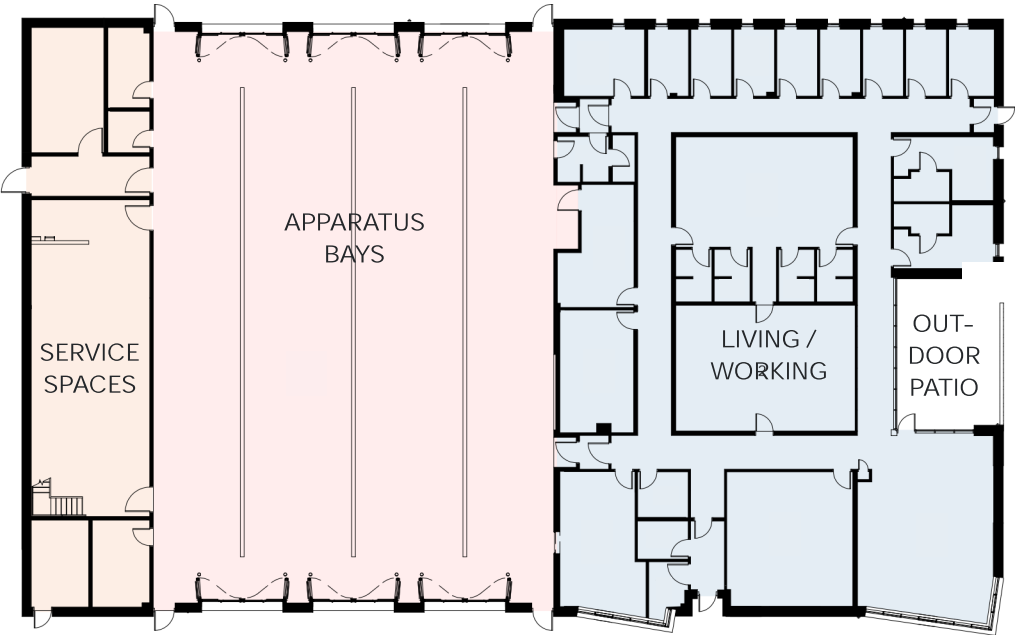 APPARATUS
BAYS
SERVICE
SPACES
LIVING /
WORKING
OUT-
DOOR
PATIO